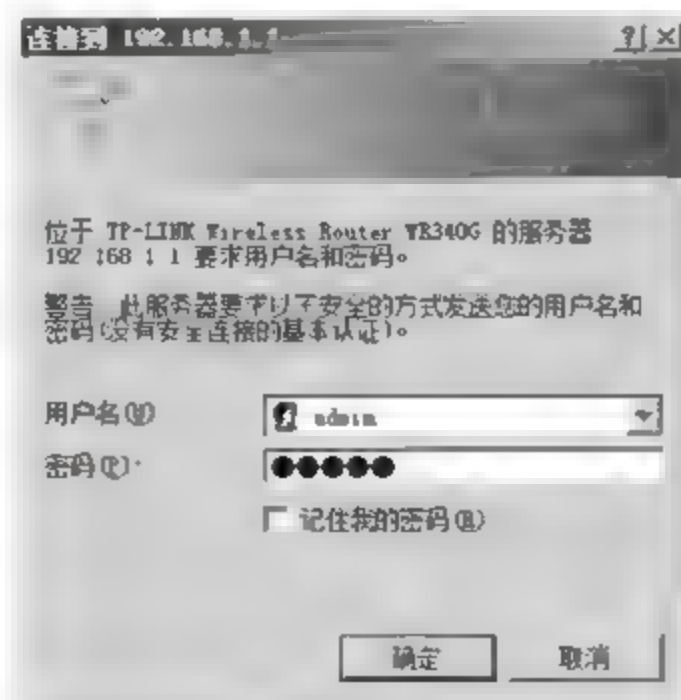 连接到 192.168.1.1
位于 TP-LINK Wireless Router WR340G 的服务器
192.168.1.1 要求用户名和密码。
警告: 此服务器要求以不安全的方式发送您的用户名和
密码(没有安全连接的基本认证)。
用户名(U)
admin
密码(P):
●●●●●
记住我的密码(R)
确定
取消